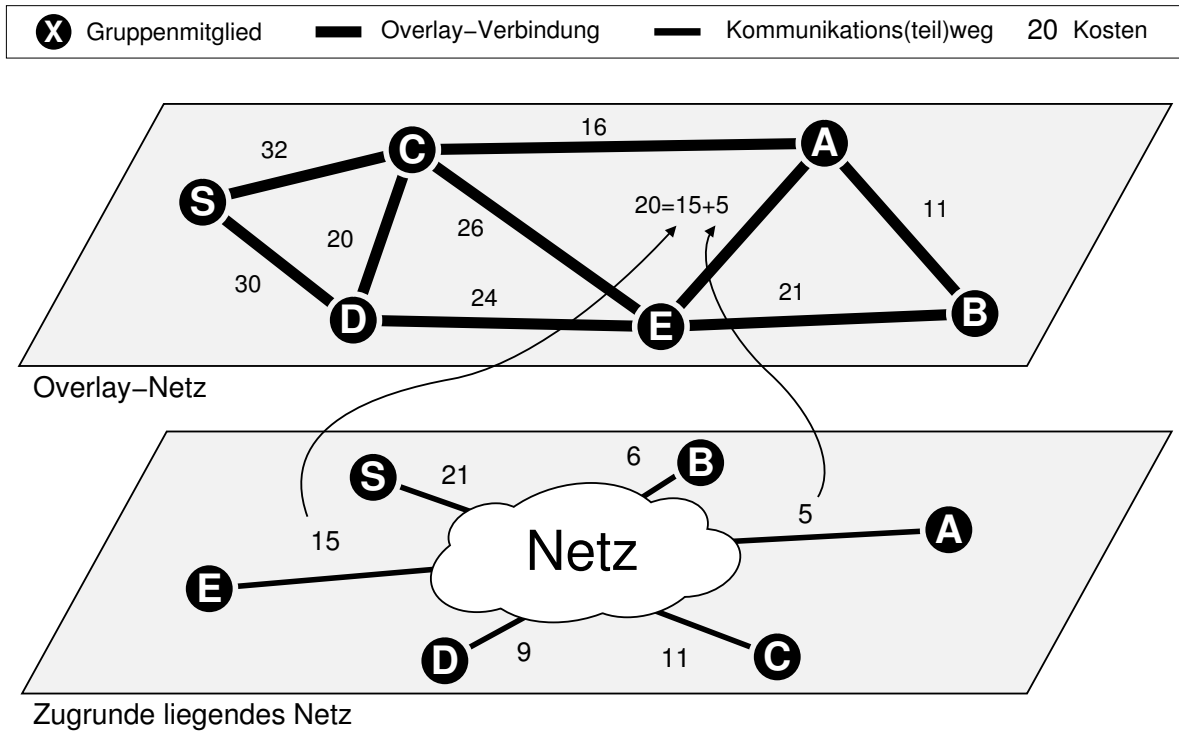 X Gruppenmitglied Overlay−Verbindung Kommunikations(teil)weg 20 Kosten
16
A
32
C
S
20=15+5
11
20
26
30
24
21
D
E
B
Overlay−Netz
6
B
S
21
5
15
A
Netz
E
D
9
11
C
Zugrunde liegendes Netz